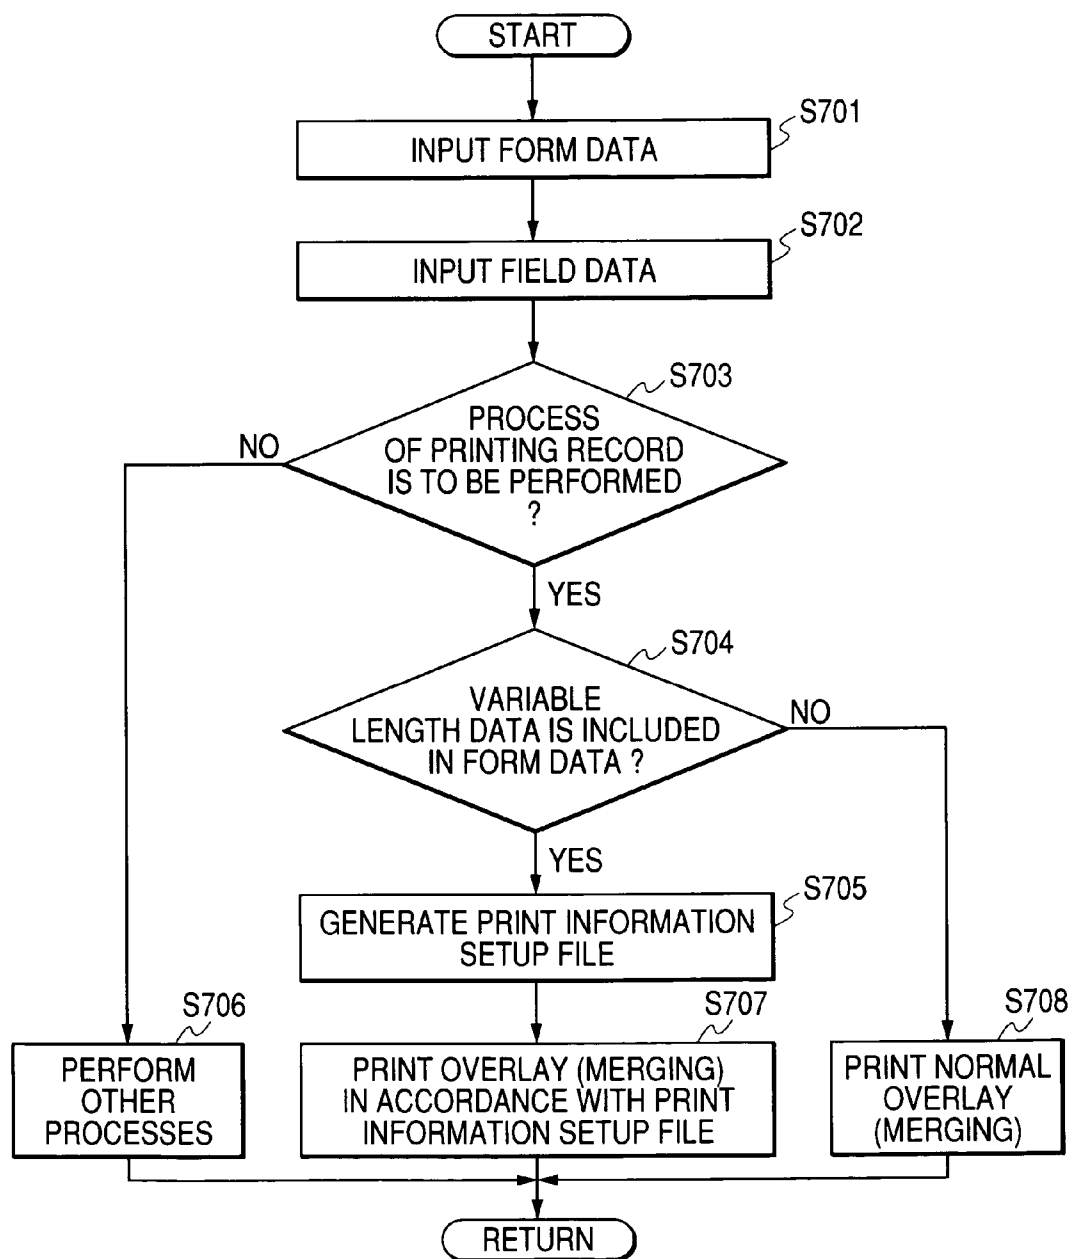 START
S701
INPUT FORM DATA
S702
INPUT FIELD DATA
S703
PROCESS
OF PRINTING RECORD
IS TO BE PERFORMED
?
NO
YES
S704
VARIABLE
LENGTH DATA IS INCLUDED
IN FORM DATA ?
NO
YES
S705
GENERATE PRINT INFORMATION
SETUP FILE
S706
PERFORM
OTHER
PROCESSES
S707
PRINT OVERLAY (MERGING)
IN ACCORDANCE WITH PRINT
INFORMATION SETUP FILE
S708
PRINT NORMAL
OVERLAY
(MERGING)
RETURN